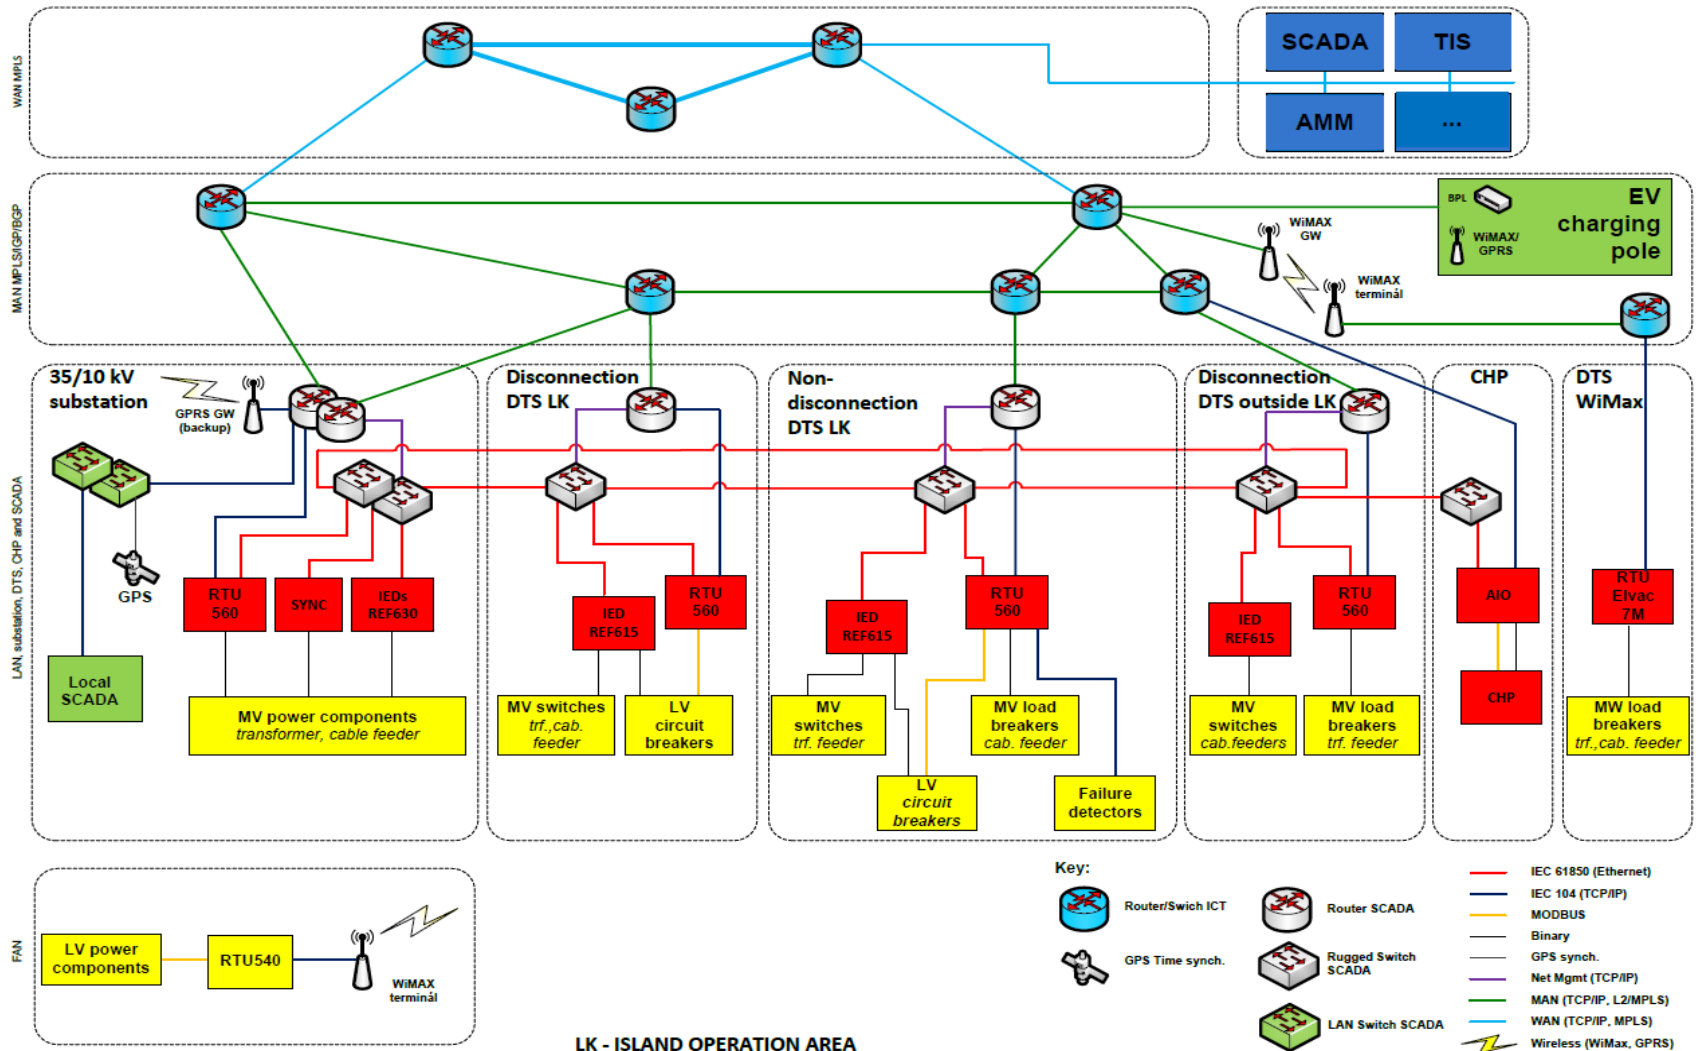 WAN MPLS
SCADA
TIS
AMM
...
MAN MPLS/IGP/BGP
WiMAX
GW
WiMAX
terminál
BPL
WiMAX/
GPRS
EV
charging
pole
LAN, substation, DTS, CHP and SCADA
35/10 kV
substation
GPRS GW
(backup)
GPS
Local
SCADA
RTU
560
SYNC
IEDs
REF630
MV power components
transformer, cable feeder
Disconnection
DTS LK
IED
REF615
RTU
560
MV switches
trf.,cab.
feeder
LV
circuit
breakers
Non-
disconnection
DTS LK
IED
REF615
RTU
560
MV
switches
trf. feeder
MV load
breakers
cab. feeder
LV
circuit
breakers
Failure
detectors
Disconnection
DTS outside LK
IED
REF615
RTU
560
MV
switches
cab.feeders
MV load
breakers
trf. feeder
CHP
AIO
CHP
DTS
WiMax
RTU
Elvac
7M
MW load
breakers
trf.,cab. feeder
FAN
LV power
components
RTU540
WiMAX
terminál
Key:
Router/Swich ICT
Router SCADA
GPS Time synch.
Rugged Switch
SCADA
LAN Switch SCADA
IEC 61850 (Ethernet)
IEC 104 (TCP/IP)
MODBUS
Binary
GPS synch.
Net Mgmt (TCP/IP)
MAN (TCP/IP, L2/MPLS)
WAN (TCP/IP, MPLS)
Wireless (WiMax, GPRS)
LK - ISLAND OPERATION AREA